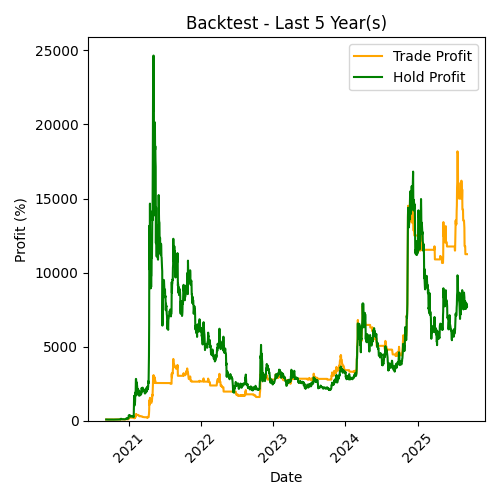 Backtest - Last 5 Year(s)
Trade Profit
Hold Profit
Profit (%)
25000
20000
15000
10000
5000
0
2021
2022
2023
2024
2025
Date